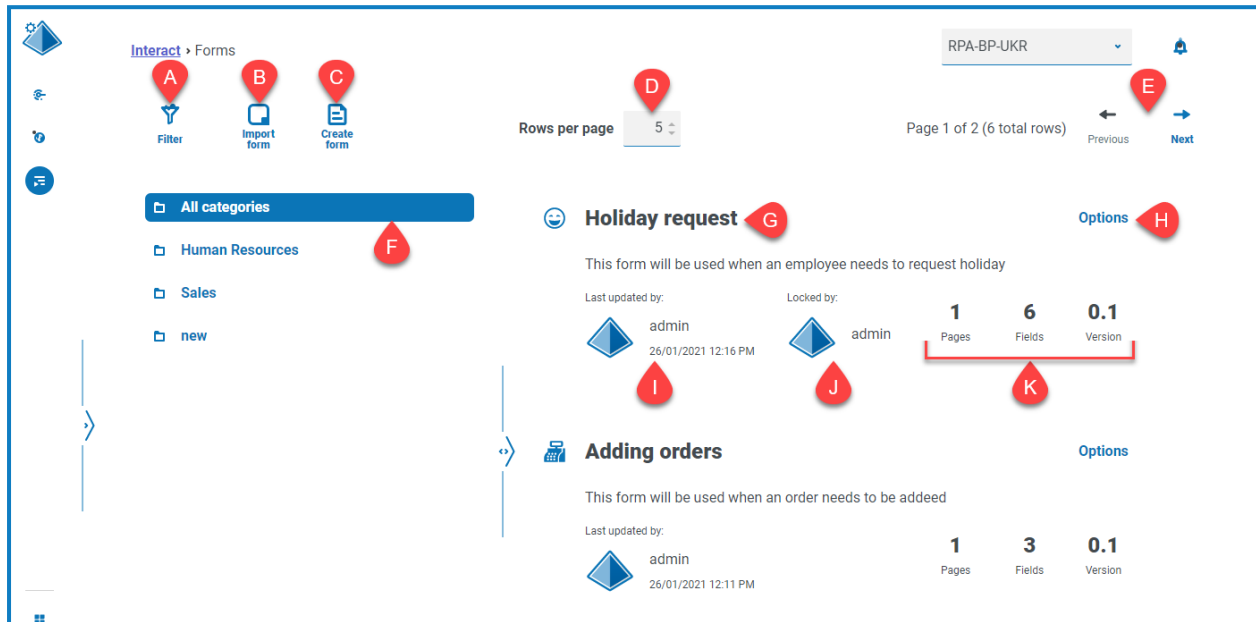 Interact › Forms
RPA-BP-UKR
A
B
C
D
E
Filter
Import form
Create form
Rows per page 5
Page 1 of 2 (6 total rows)
Previous
Next
All categories
F
Human Resources
Sales
new
Holiday request
G
Options
H
This form will be used when an employee needs to request holiday
Last updated by:
admin
26/01/2021 12:16 PM
I
Locked by:
admin
J
1 6 0.1
Pages Fields Version
K
Adding orders
Options
This form will be used when an order needs to be addeed
Last updated by:
admin
26/01/2021 12:11 PM
1 3 0.1
Pages Fields Version